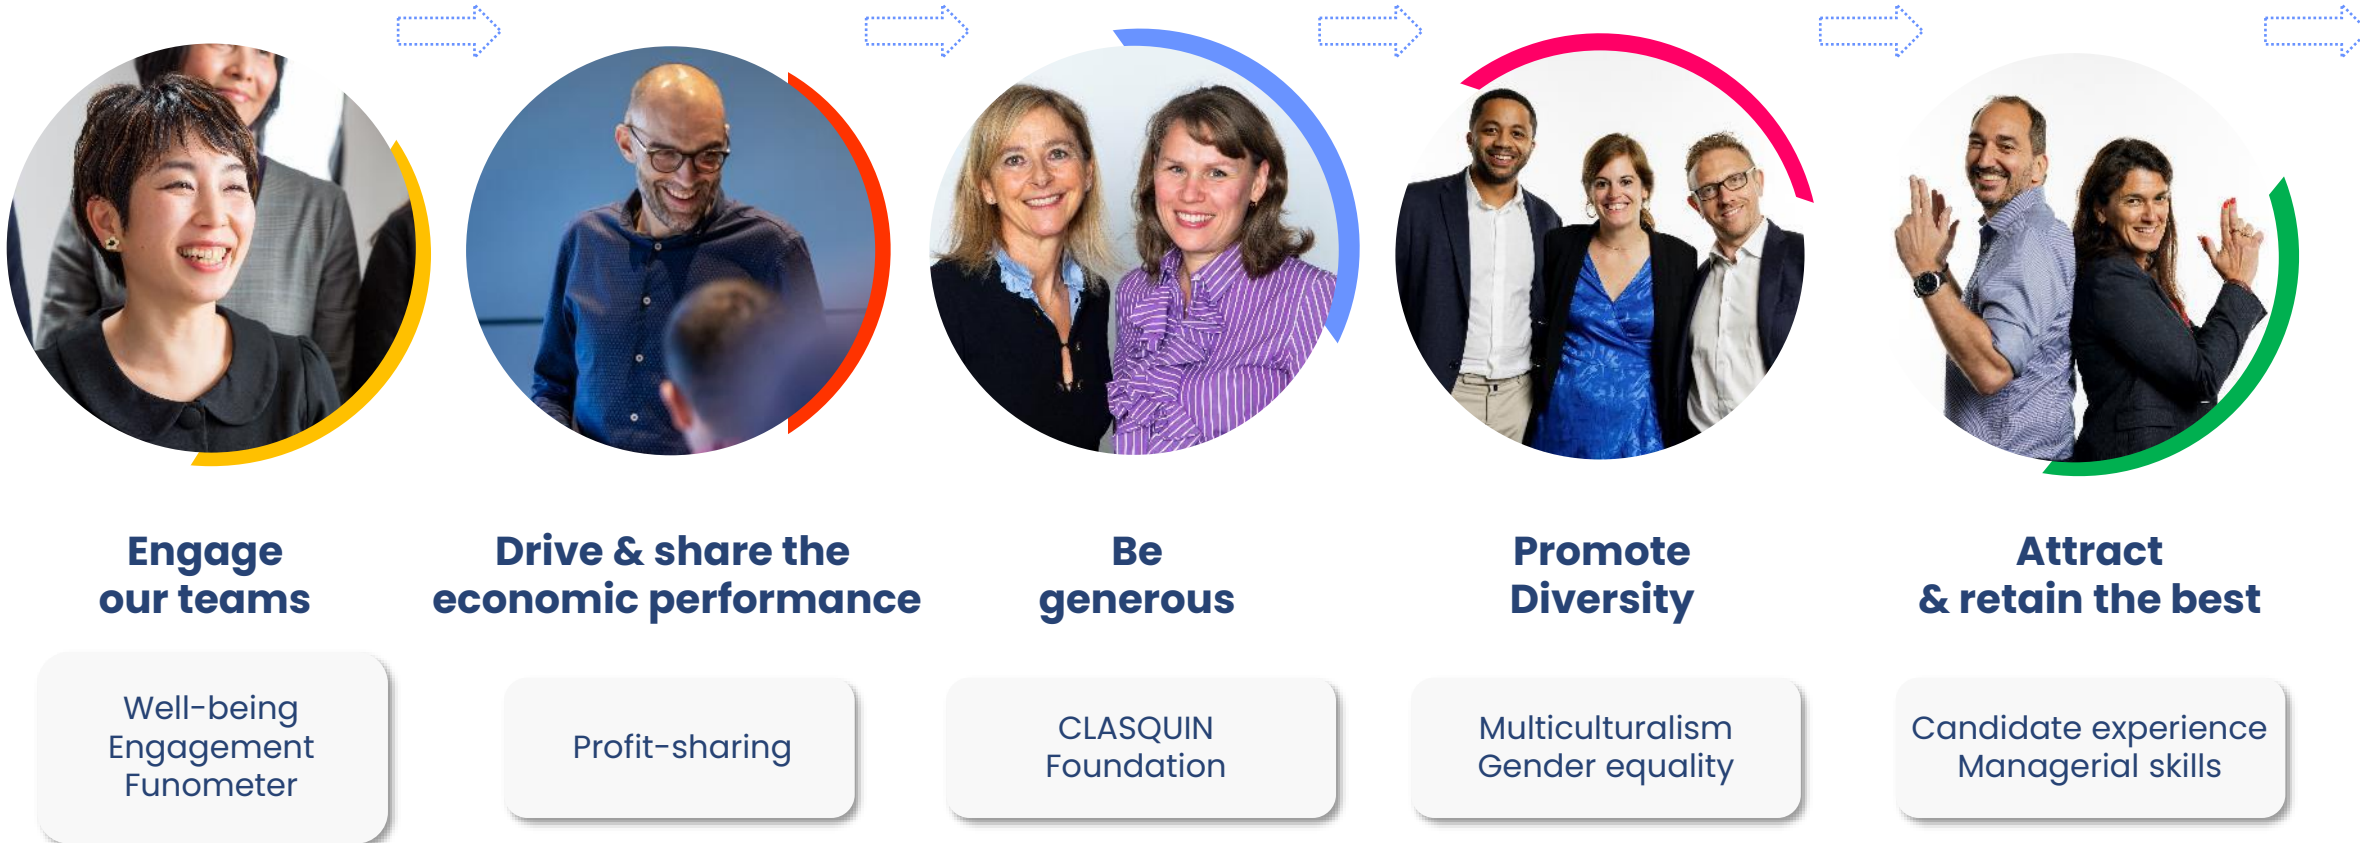 Engage
our teams
Drive & share the
economic performance
Be
generous
Promote
Diversity
Attract
& retain the best
Well-being
Engagement
Funometer
Profit-sharing
CLASQUIN
Foundation
Multiculturalism
Gender equality
Candidate experience
Managerial skills